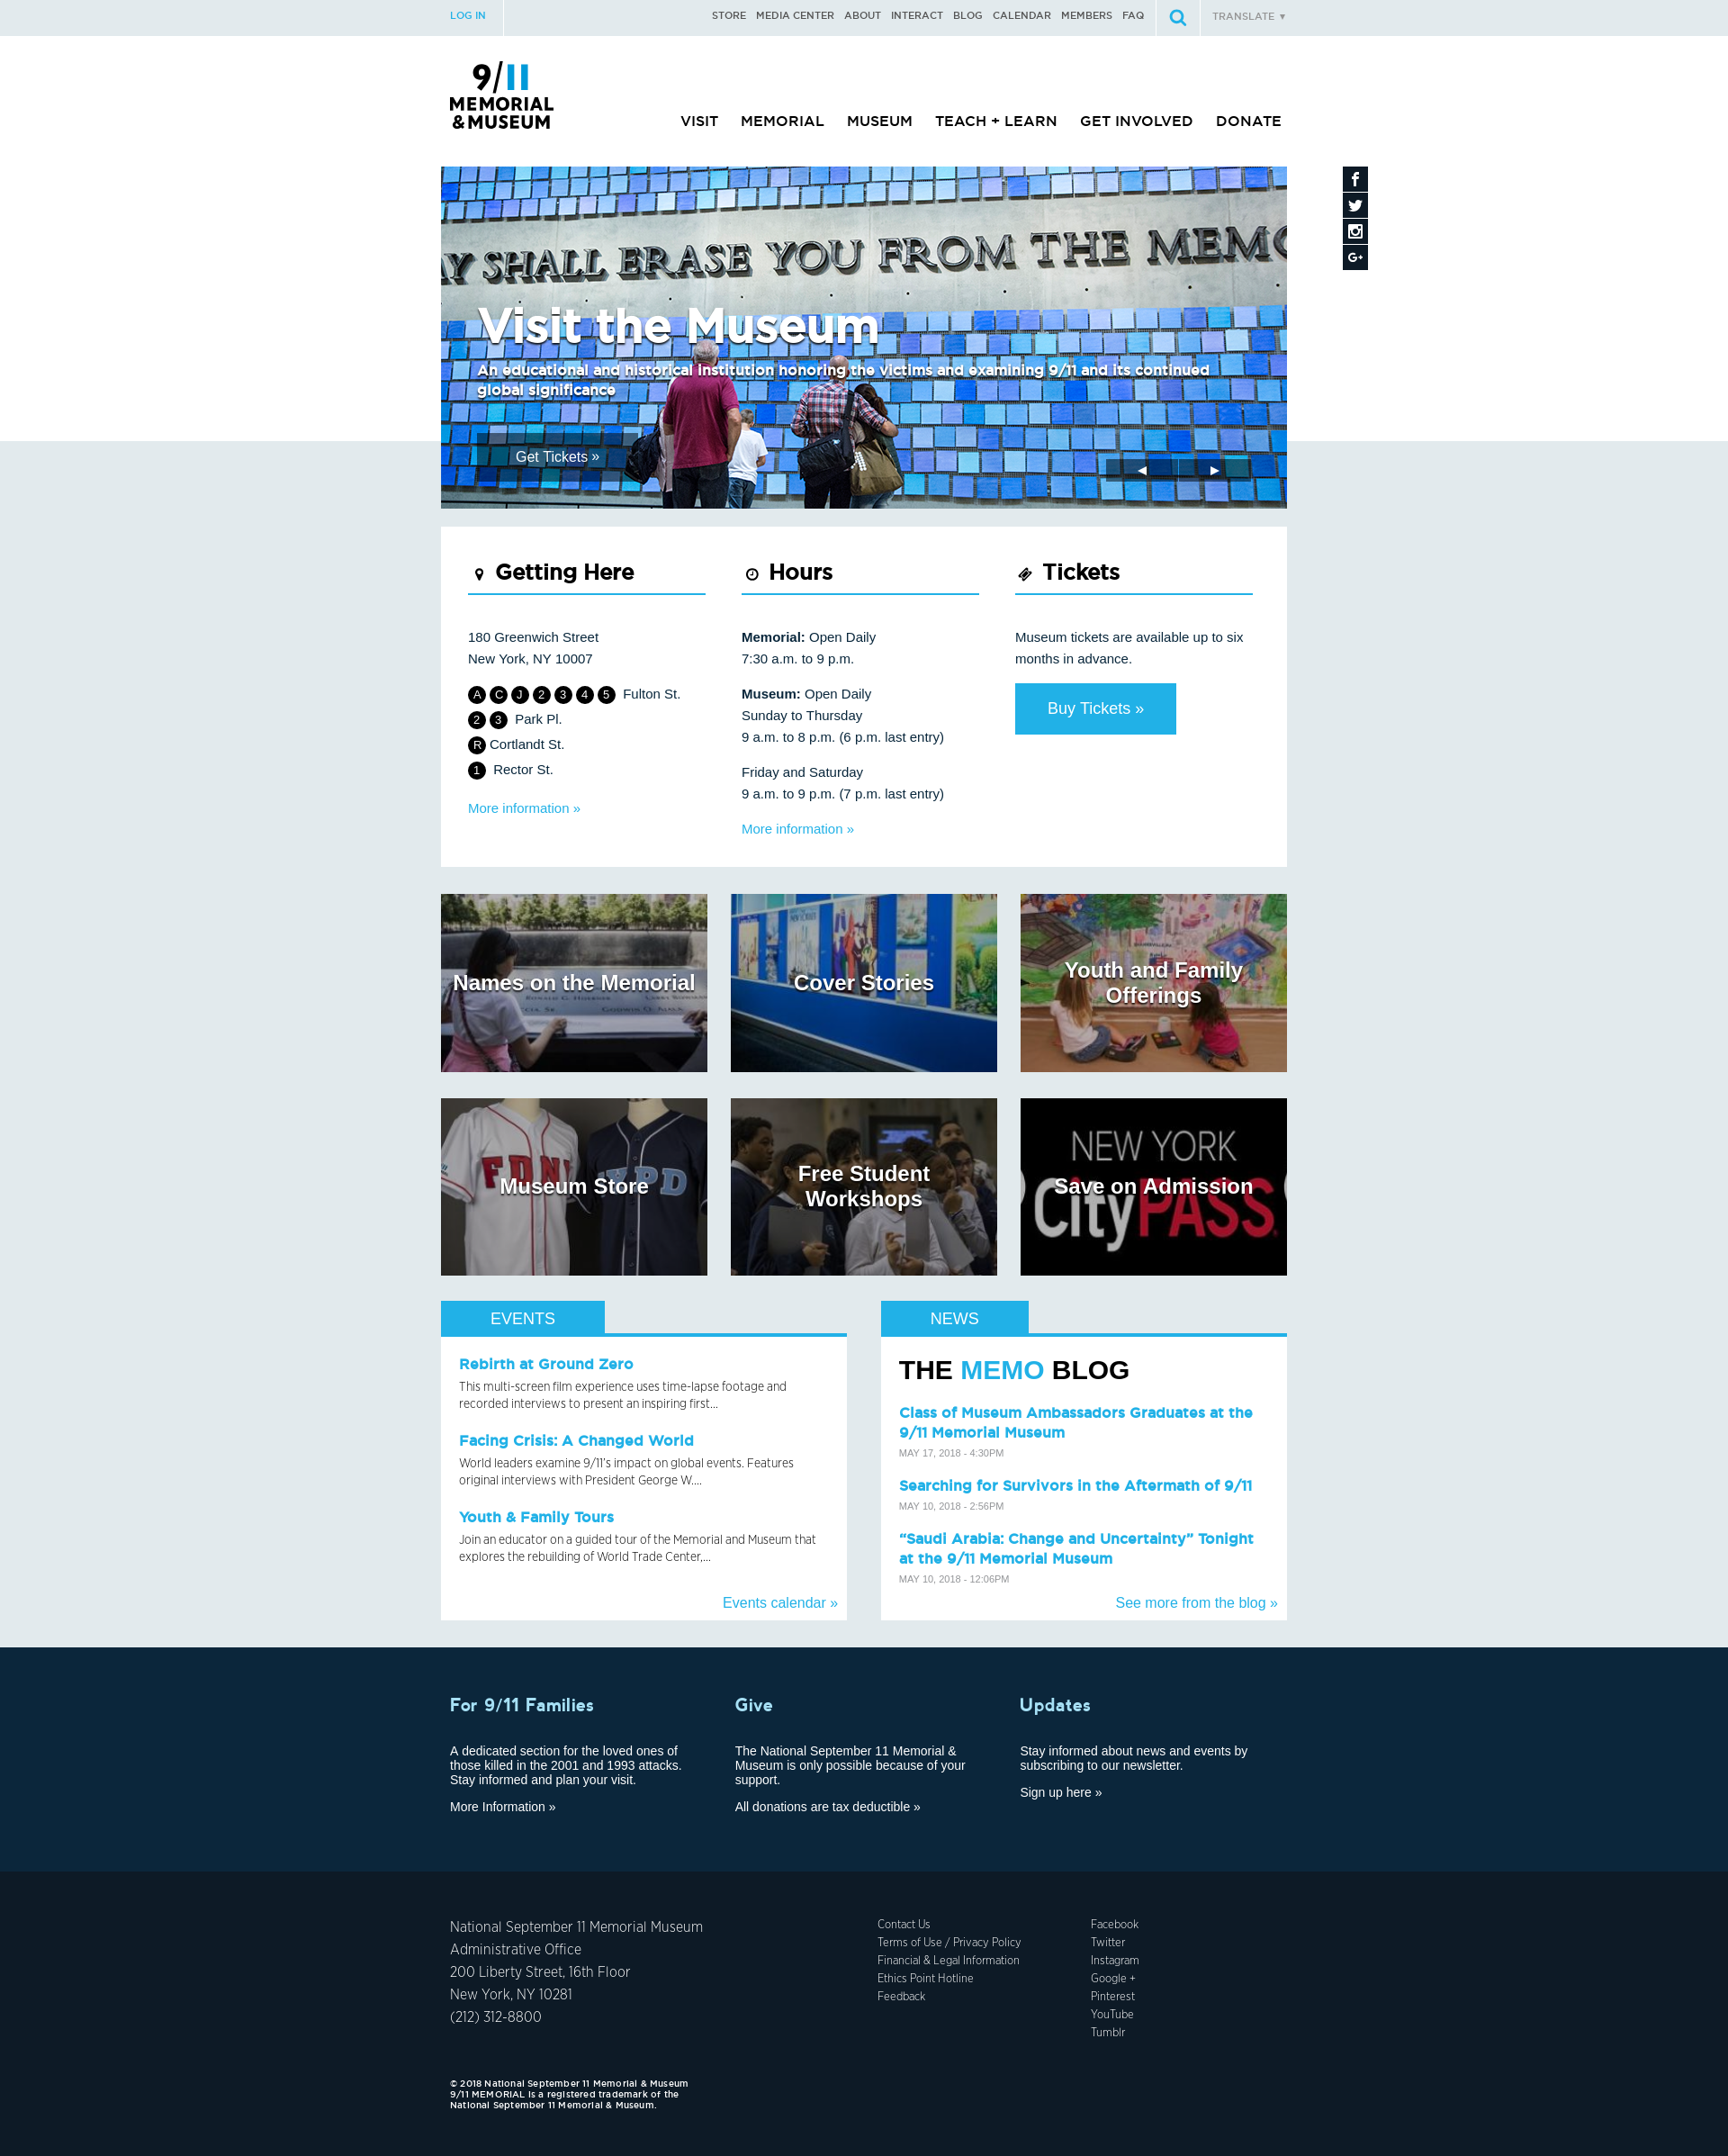 LOG IN
STORE MEDIA CENTER ABOUT INTERACT BLOG CALENDAR MEMBERS FAQ
TRANSLATE ▼
9/11
MEMORIAL
& MUSEUM
VISIT MEMORIAL MUSEUM TEACH + LEARN GET INVOLVED DONATE
AY SHALL ERASE YOU FROM THE MEMO
Visit the Museum
An educational and historical institution honoring the victims and examining 9/11 and its continued
global significance
Get Tickets »
◀ ▶
Getting Here
180 Greenwich Street
New York, NY 10007
A C J 2 3 4 5 Fulton St.
2 3 Park Pl.
R Cortlandt St.
1 Rector St.
More information »
Hours
Memorial: Open Daily
7:30 a.m. to 9 p.m.
Museum: Open Daily
Sunday to Thursday
9 a.m. to 8 p.m. (6 p.m. last entry)
Friday and Saturday
9 a.m. to 9 p.m. (7 p.m. last entry)
More information »
Tickets
Museum tickets are available up to six
months in advance.
Buy Tickets »
Names on the Memorial
Cover Stories
Youth and Family
Offerings
FDNY
NYPD
Museum Store
Free Student
Workshops
NEW YORK
CityPASS
Save on Admission
EVENTS
Rebirth at Ground Zero
This multi-screen film experience uses time-lapse footage and
recorded interviews to present an inspiring first...
Facing Crisis: A Changed World
World leaders examine 9/11's impact on global events. Features
original interviews with President George W....
Youth & Family Tours
Join an educator on a guided tour of the Memorial and Museum that
explores the rebuilding of World Trade Center,...
Events calendar »
NEWS
THE MEMO BLOG
Class of Museum Ambassadors Graduates at the
9/11 Memorial Museum
MAY 17, 2018 - 4:30PM
Searching for Survivors in the Aftermath of 9/11
MAY 10, 2018 - 2:56PM
“Saudi Arabia: Change and Uncertainty” Tonight
at the 9/11 Memorial Museum
MAY 10, 2018 - 12:06PM
See more from the blog »
For 9/11 Families
A dedicated section for the loved ones of
those killed in the 2001 and 1993 attacks.
Stay informed and plan your visit.
More Information »
Give
The National September 11 Memorial &
Museum is only possible because of your
support.
All donations are tax deductible »
Updates
Stay informed about news and events by
subscribing to our newsletter.
Sign up here »
National September 11 Memorial Museum
Administrative Office
200 Liberty Street, 16th Floor
New York, NY 10281
(212) 312-8800
Contact Us
Terms of Use / Privacy Policy
Financial & Legal Information
Ethics Point Hotline
Feedback
Facebook
Twitter
Instagram
Google +
Pinterest
YouTube
Tumblr
© 2018 National September 11 Memorial & Museum
9/11 MEMORIAL is a registered trademark of the
National September 11 Memorial & Museum.